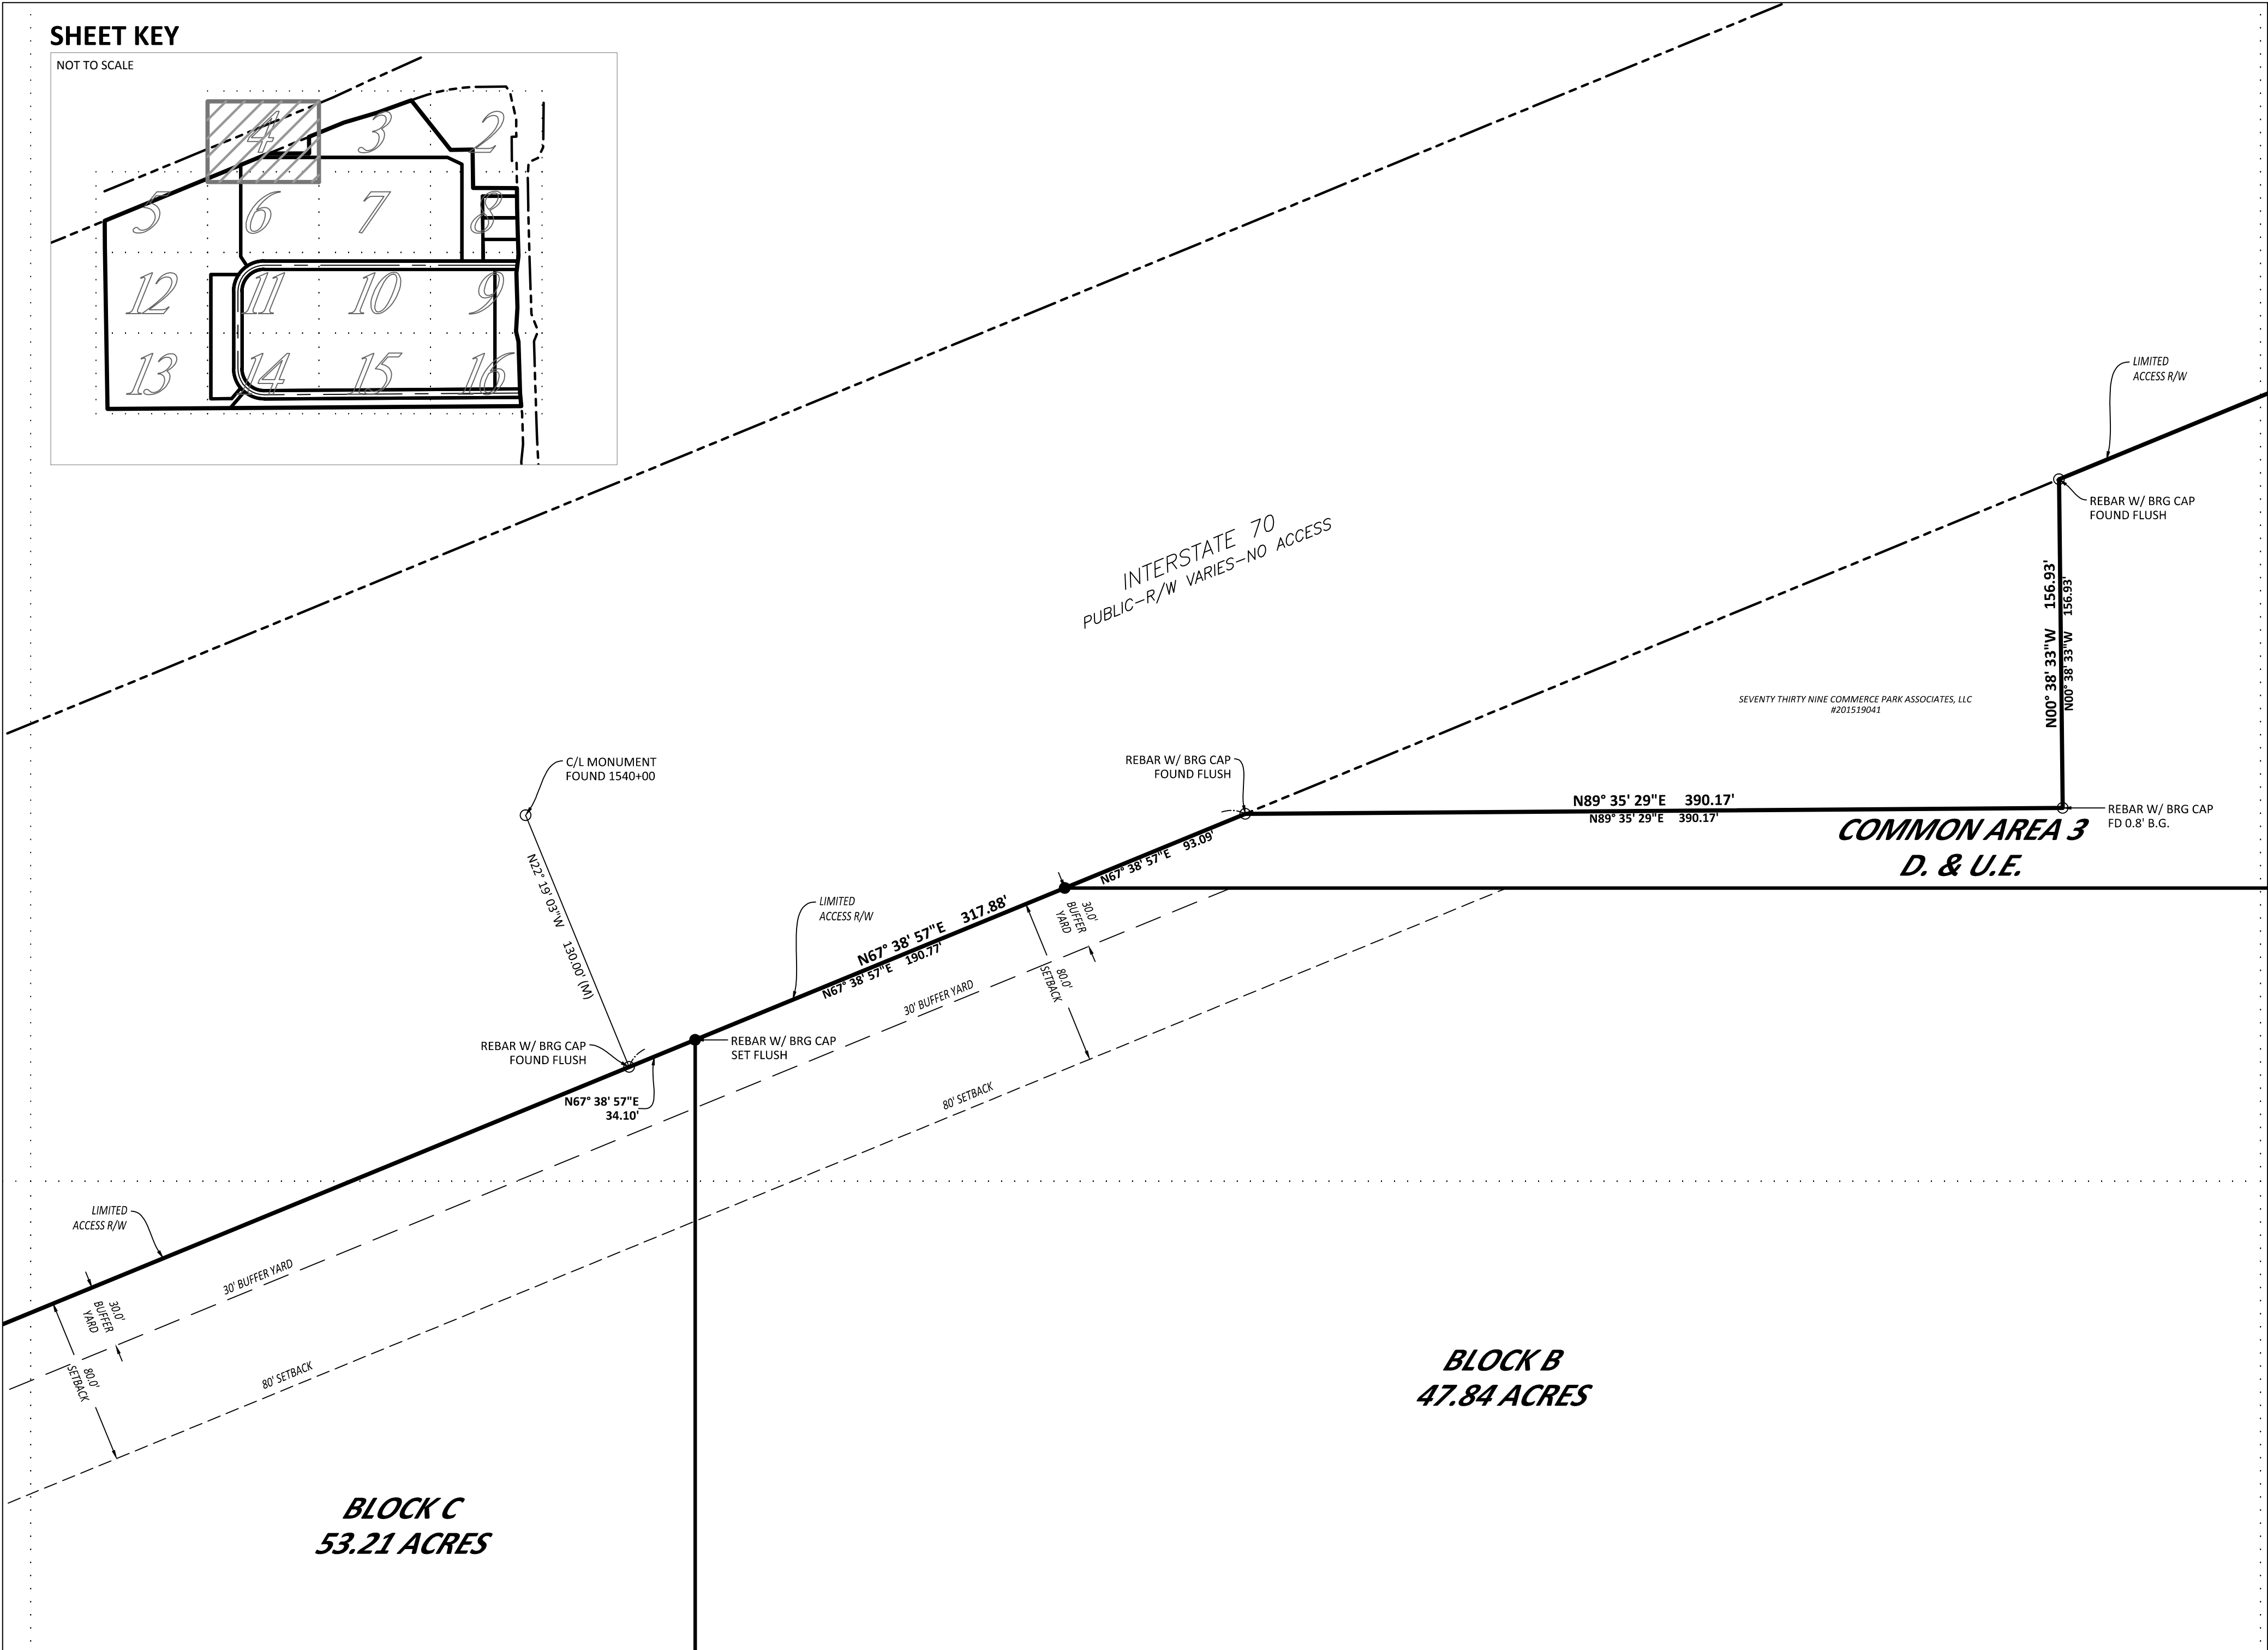 SHEET KEY
NOT TO SCALE
4
3
2
5
6
7
8
12
11
10
9
13
14
15
16
LIMITED
ACCESS R/W
REBAR W/ BRG CAP
FOUND FLUSH
INTERSTATE 70
PUBLIC-R/W VARIES-NO ACCESS
N00° 38' 33"W 156.93'
N00° 38' 33"W 156.93'
SEVENTY THIRTY NINE COMMERCE PARK ASSOCIATES, LLC
#201519041
C/L MONUMENT
FOUND 1540+00
REBAR W/ BRG CAP
FOUND FLUSH
N89° 35' 29"E 390.17'
N89° 35' 29"E 390.17'
REBAR W/ BRG CAP
FD 0.8' B.G.
COMMON AREA 3
D. & U.E.
N67° 38' 57"E 93.09'
N22° 19' 03"W 130.00' (M)
LIMITED
ACCESS R/W
N67° 38' 57"E 317.88'
N67° 38' 57"E 190.77'
30.0'
BUFFER
YARD
80.0'
SETBACK
30' BUFFER YARD
REBAR W/ BRG CAP
FOUND FLUSH
REBAR W/ BRG CAP
SET FLUSH
N67° 38' 57"E
34.10'
80' SETBACK
LIMITED
ACCESS R/W
30' BUFFER YARD
30.0'
BUFFER
YARD
80.0'
SETBACK
80' SETBACK
BLOCK B
47.84 ACRES
BLOCK C
53.21 ACRES